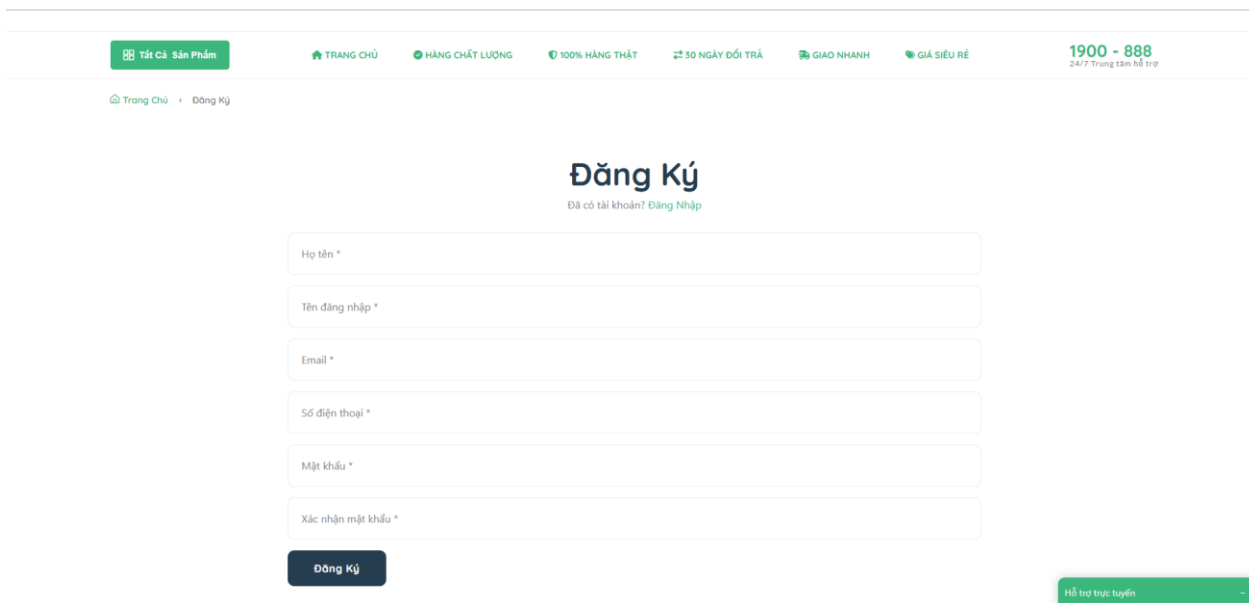 Tất Cả Sản Phẩm
TRANG CHỦ
HÀNG CHẤT LƯỢNG
100% HÀNG THẬT
30 NGÀY ĐỔI TRẢ
GIAO NHANH
GIÁ SIÊU RẺ
1900 - 888
24/7 Trung tâm hỗ trợ
Trang Chủ › Đăng Ký
Đăng Ký
Đã có tài khoản? Đăng Nhập
Họ tên *
Tên đăng nhập *
Email *
Số điện thoại *
Mật khẩu *
Xác nhận mật khẩu *
Đăng Ký
Hỗ trợ trực tuyến